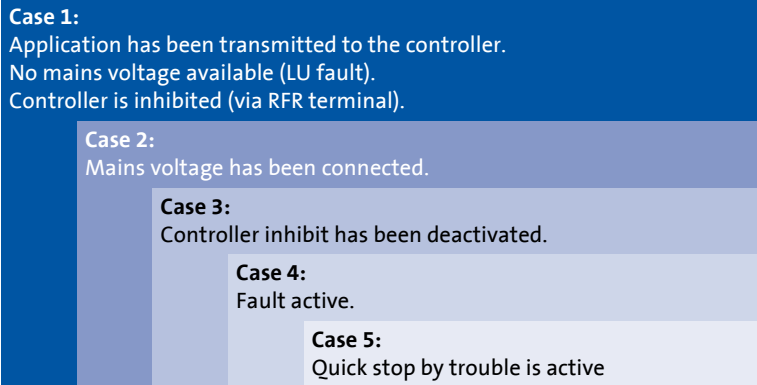 Case 1:
Application has been transmitted to the controller.
No mains voltage available (LU fault).
Controller is inhibited (via RFR terminal).
Case 2:
Mains voltage has been connected.
Case 3:
Controller inhibit has been deactivated.
Case 4:
Fault active.
Case 5:
Quick stop by trouble is active